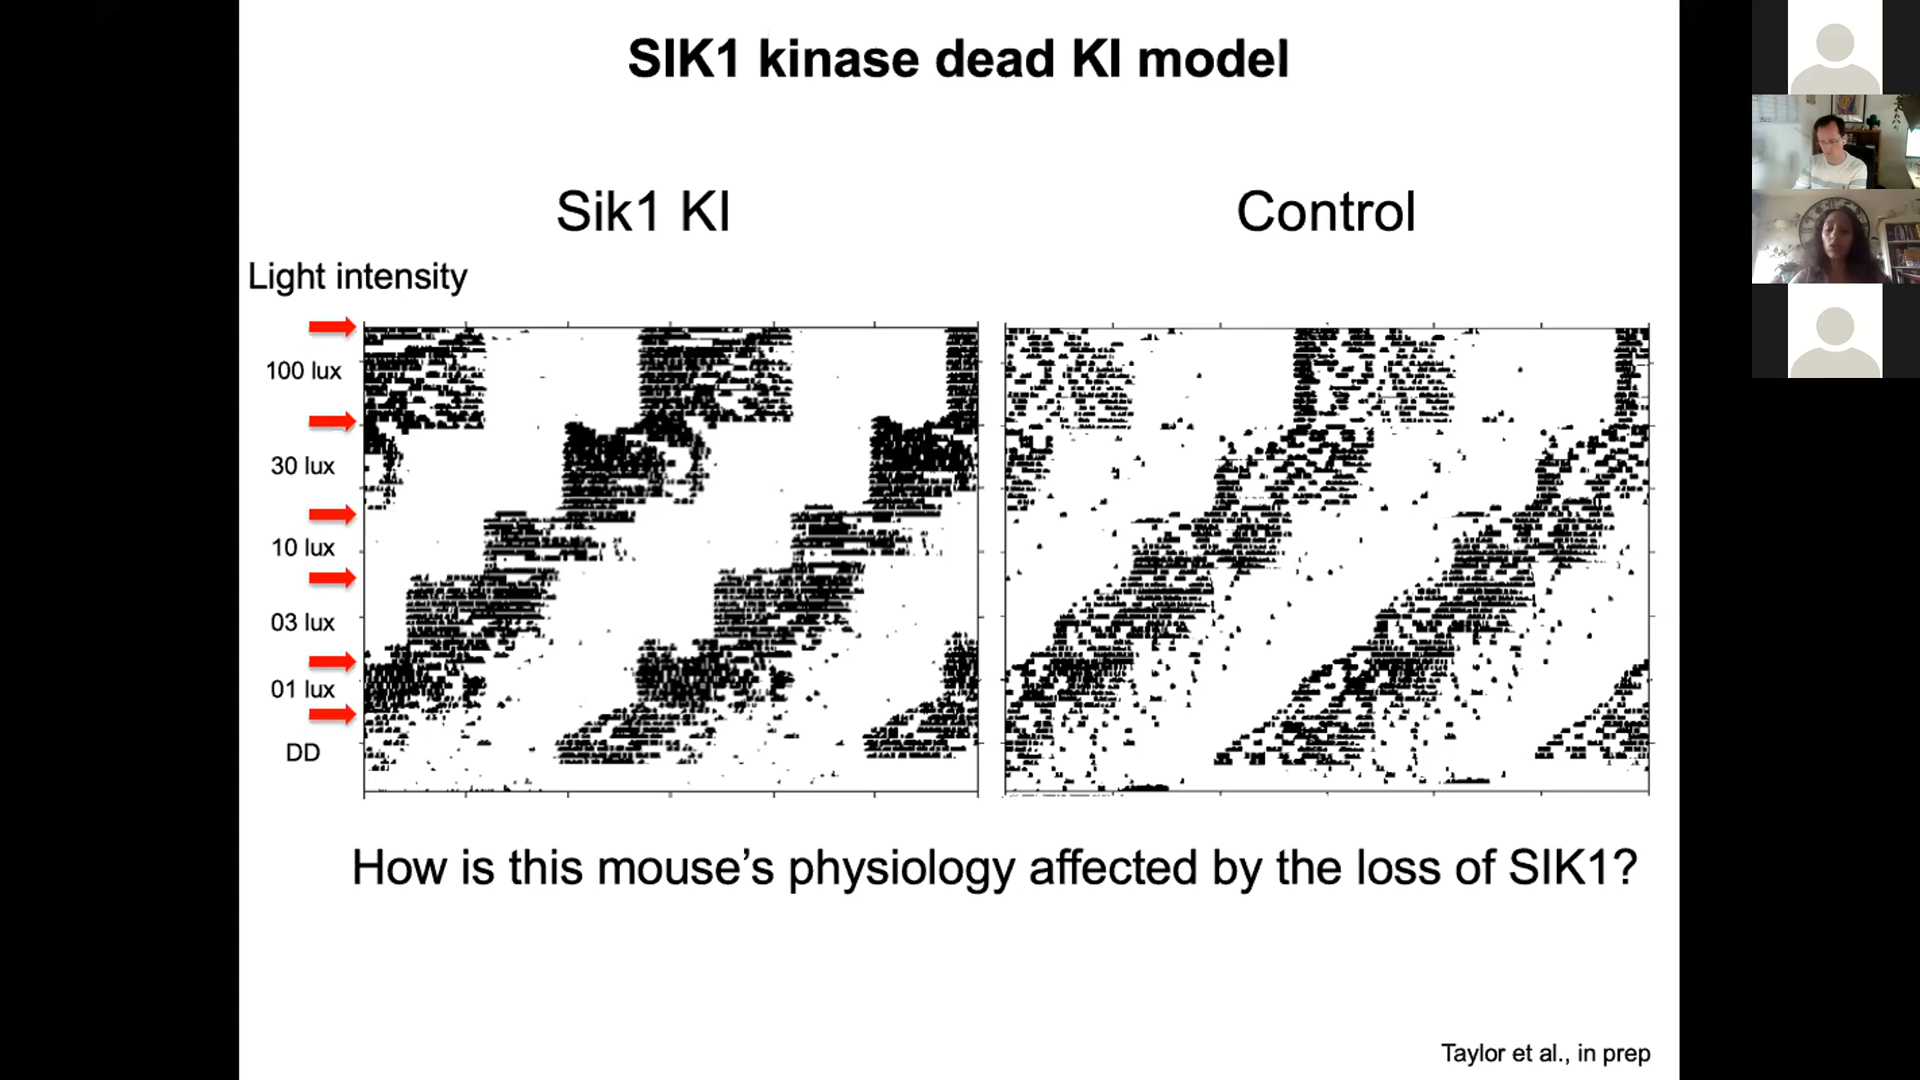 SIK1 kinase dead KI model
Sik1 KI
Control
Light intensity
100 lux
30 lux
10 lux
03 lux
01 lux
DD
How is this mouse’s physiology affected by the loss of SIK1?
Taylor et al., in prep